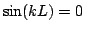 sin(kL) = 0